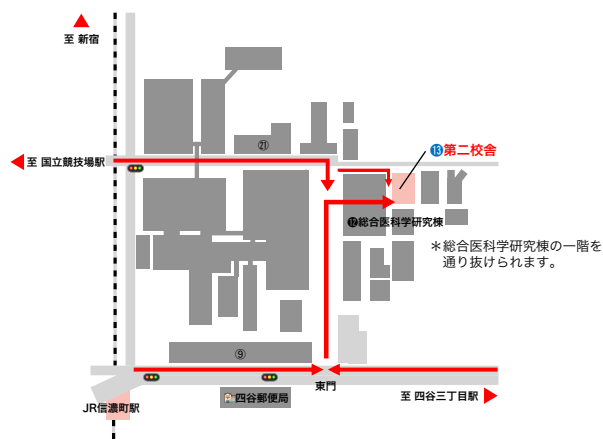 至 新宿
㉑
⑬第二校舎
至 国立競技場駅
⑫総合医科学研究棟
＊総合医科学研究棟の一階を
通り抜けられます。
⑨
東門
四谷郵便局
至 四谷三丁目駅
JR信濃町駅